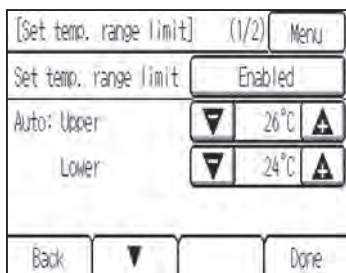 [Set temp. range limit] (1/2) Menu
Set temp. range limit Enabled
Auto: Upper 26°C
Lower 24°C
Back Done